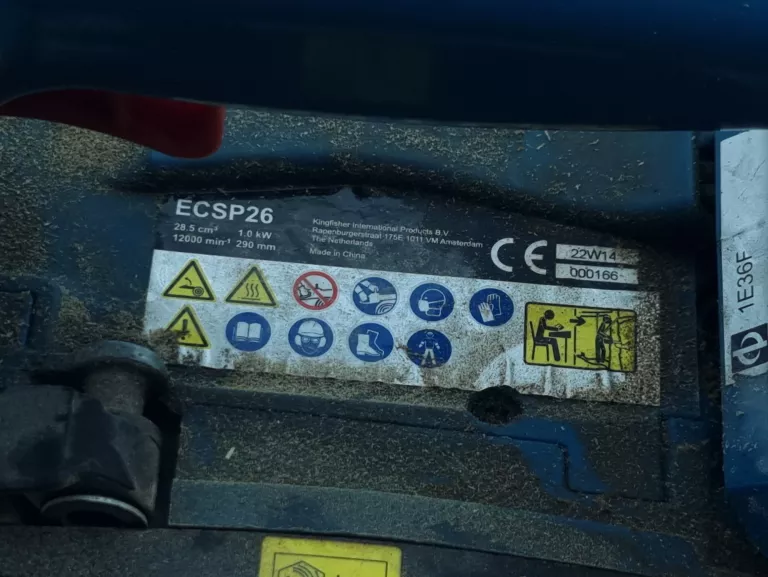 ECSP26
28.5 cm³ 1.0 kW
12000 min⁻¹ 290 mm
Kingfisher International Products B.V.
Rapenburgerstraat 175E 1011 VM Amsterdam
The Netherlands
Made in China
CE
22W14
000166
1E36F